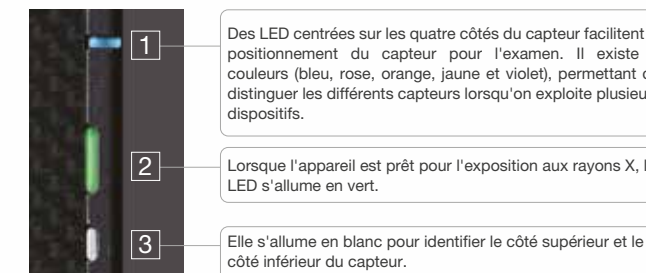 1
Des LED centrées sur les quatre côtés du capteur facilitent
positionnement du capteur pour l'examen. Il existe
couleurs (bleu, rose, orange, jaune et violet), permettant
distinguer les différents capteurs lorsqu'on exploite
dispositifs.
2
Lorsque l'appareil est prêt pour l'exposition aux rayons X,
LED s'allume en vert.
3
Elle s'allume en blanc pour identifier le côté supérieur et le
côté inférieur du capteur.